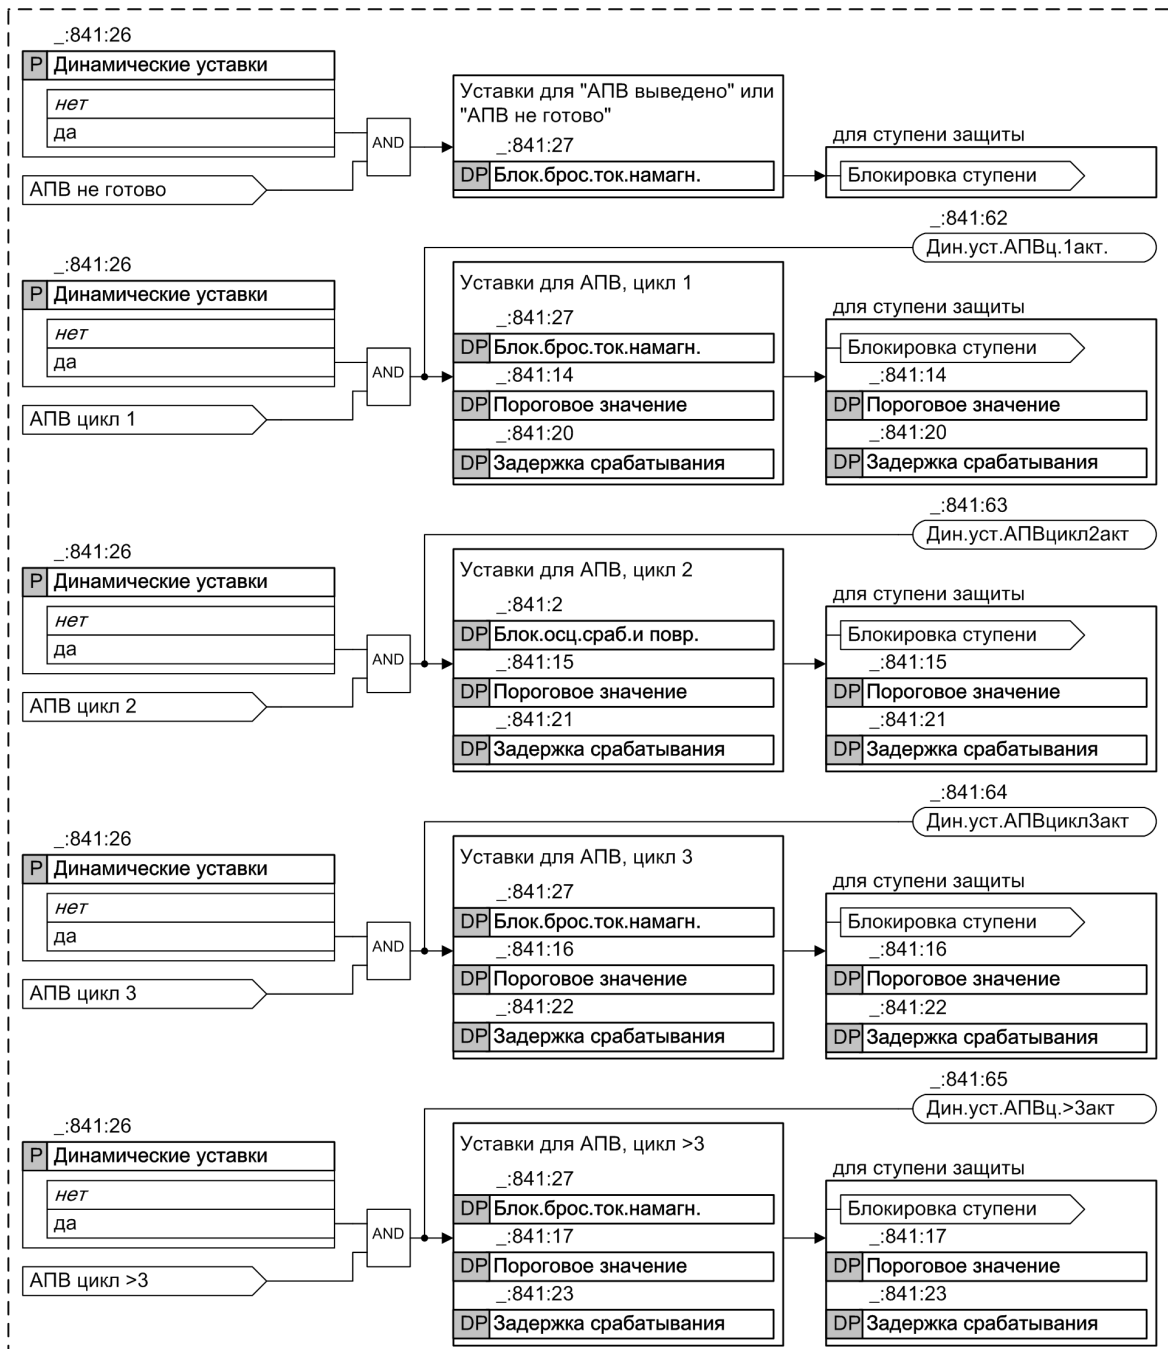 _:841:26
P Динамические уставки
нет
да
АПВ не готово
AND
Уставки для "АПВ выведено" или
"АПВ не готово"
_:841:27
DP Блок.брос.ток.намагн.
для ступени защиты
Блокировка ступени
_:841:62
Дин.уст.АПВц.1акт.
_:841:26
P Динамические уставки
нет
да
АПВ цикл 1
AND
Уставки для АПВ, цикл 1
_:841:27
DP Блок.брос.ток.намагн.
_:841:14
DP Пороговое значение
_:841:20
DP Задержка срабатывания
для ступени защиты
Блокировка ступени
_:841:14
DP Пороговое значение
_:841:20
DP Задержка срабатывания
_:841:63
Дин.уст.АПВцикл2акт
_:841:26
P Динамические уставки
нет
да
АПВ цикл 2
AND
Уставки для АПВ, цикл 2
_:841:2
DP Блок.осц.сраб.и повр.
_:841:15
DP Пороговое значение
_:841:21
DP Задержка срабатывания
для ступени защиты
Блокировка ступени
_:841:15
DP Пороговое значение
_:841:21
DP Задержка срабатывания
_:841:64
Дин.уст.АПВцикл3акт
_:841:26
P Динамические уставки
нет
да
АПВ цикл 3
AND
Уставки для АПВ, цикл 3
_:841:27
DP Блок.брос.ток.намагн.
_:841:16
DP Пороговое значение
_:841:22
DP Задержка срабатывания
для ступени защиты
Блокировка ступени
_:841:16
DP Пороговое значение
_:841:22
DP Задержка срабатывания
_:841:65
Дин.уст.АПВц.>3акт
_:841:26
P Динамические уставки
нет
да
АПВ цикл >3
AND
Уставки для АПВ, цикл >3
_:841:27
DP Блок.брос.ток.намагн.
_:841:17
DP Пороговое значение
_:841:23
DP Задержка срабатывания
для ступени защиты
Блокировка ступени
_:841:17
DP Пороговое значение
_:841:23
DP Задержка срабатывания